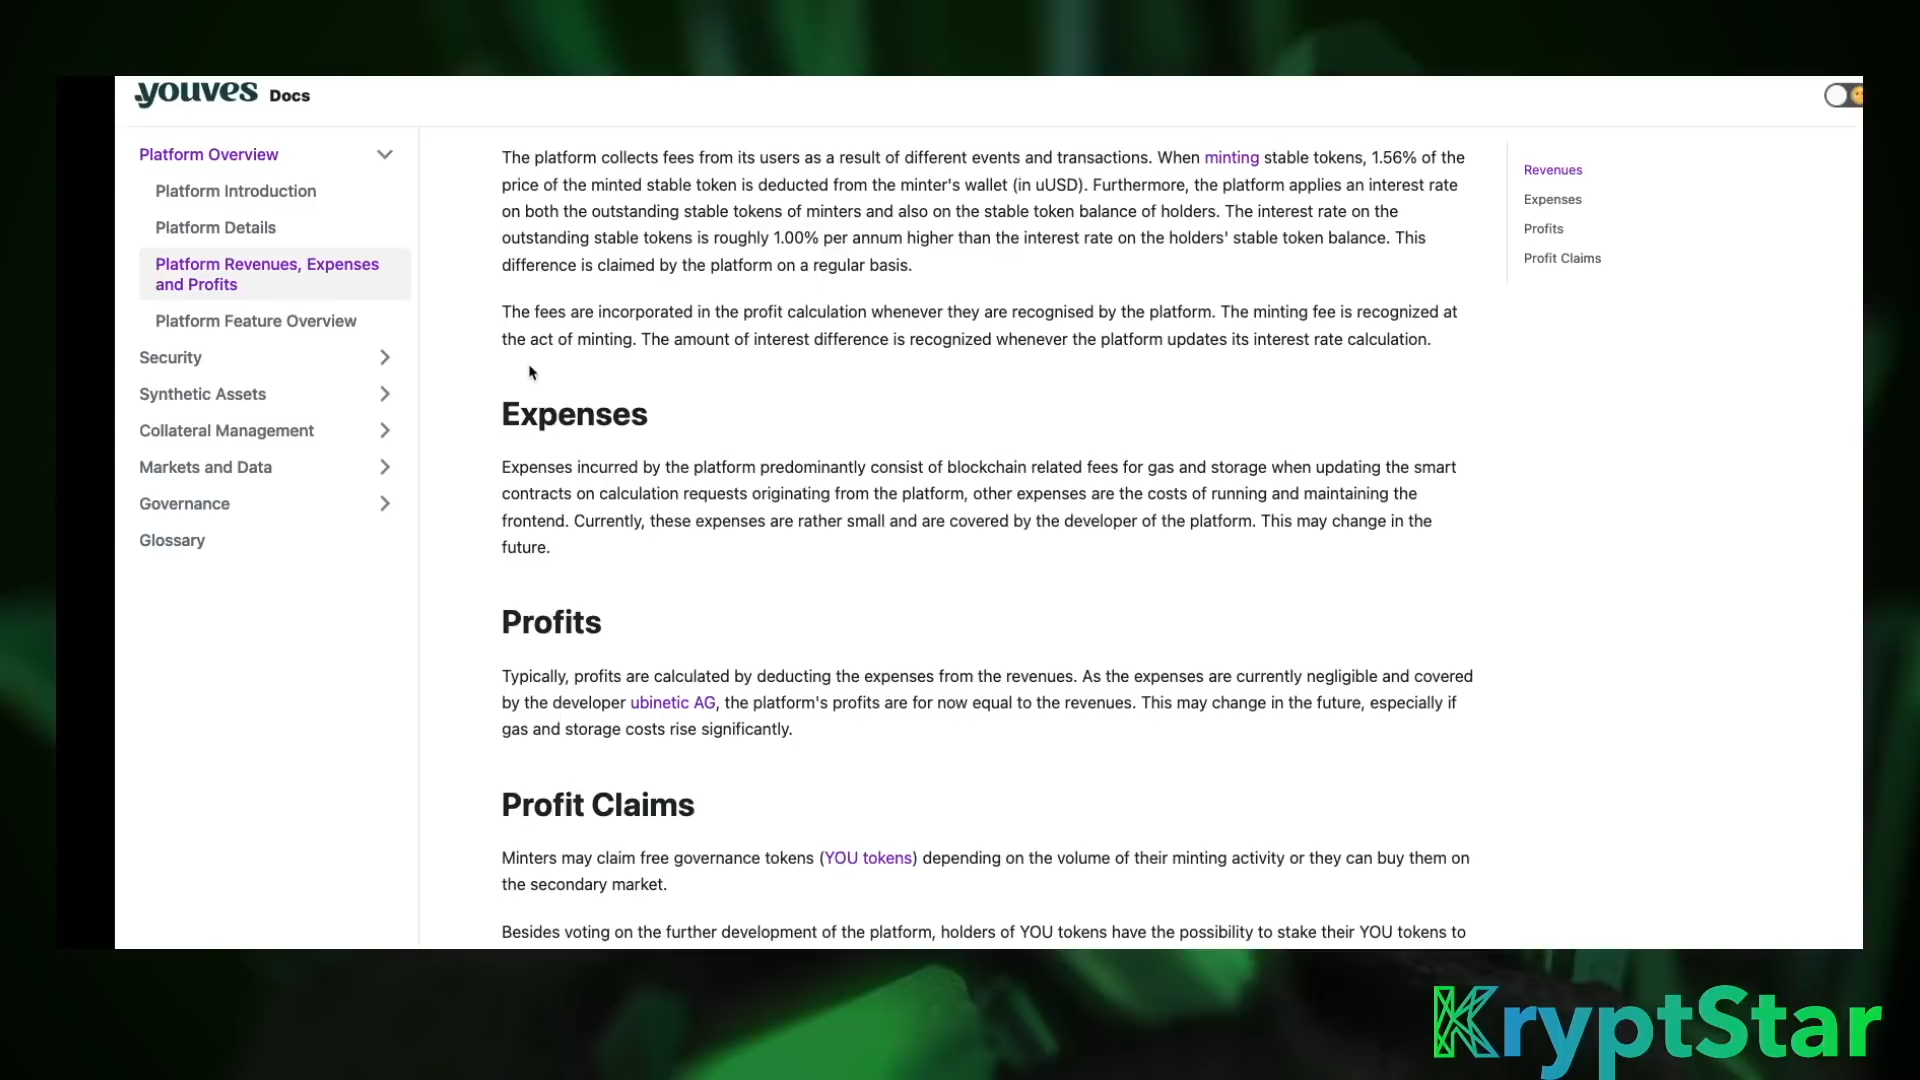 youves Docs
Platform Overview
Platform Introduction
Platform Details
Platform Revenues, Expenses
and Profits
Platform Feature Overview
Security
Synthetic Assets
Collateral Management
Markets and Data
Governance
Glossary
The platform collects fees from its users as a result of different events and transactions. When minting stable tokens, 1.56% of the
price of the minted stable token is deducted from the minter's wallet (in uUSD). Furthermore, the platform applies an interest rate
on both the outstanding stable tokens of minters and also on the stable token balance of holders. The interest rate on the
outstanding stable tokens is roughly 1.00% per annum higher than the interest rate on the holders' stable token balance. This
difference is claimed by the platform on a regular basis.
The fees are incorporated in the profit calculation whenever they are recognised by the platform. The minting fee is recognized at
the act of minting. The amount of interest difference is recognized whenever the platform updates its interest rate calculation.
Expenses
Expenses incurred by the platform predominantly consist of blockchain related fees for gas and storage when updating the smart
contracts on calculation requests originating from the platform, other expenses are the costs of running and maintaining the
frontend. Currently, these expenses are rather small and are covered by the developer of the platform. This may change in the
future.
Profits
Typically, profits are calculated by deducting the expenses from the revenues. As the expenses are currently negligible and covered
by the developer ubinetic AG, the platform's profits are for now equal to the revenues. This may change in the future, especially if
gas and storage costs rise significantly.
Profit Claims
Minters may claim free governance tokens (YOU tokens) depending on the volume of their minting activity or they can buy them on
the secondary market.
Besides voting on the further development of the platform, holders of YOU tokens have the possibility to stake their YOU tokens to
Revenues
Expenses
Profits
Profit Claims
KryptStar